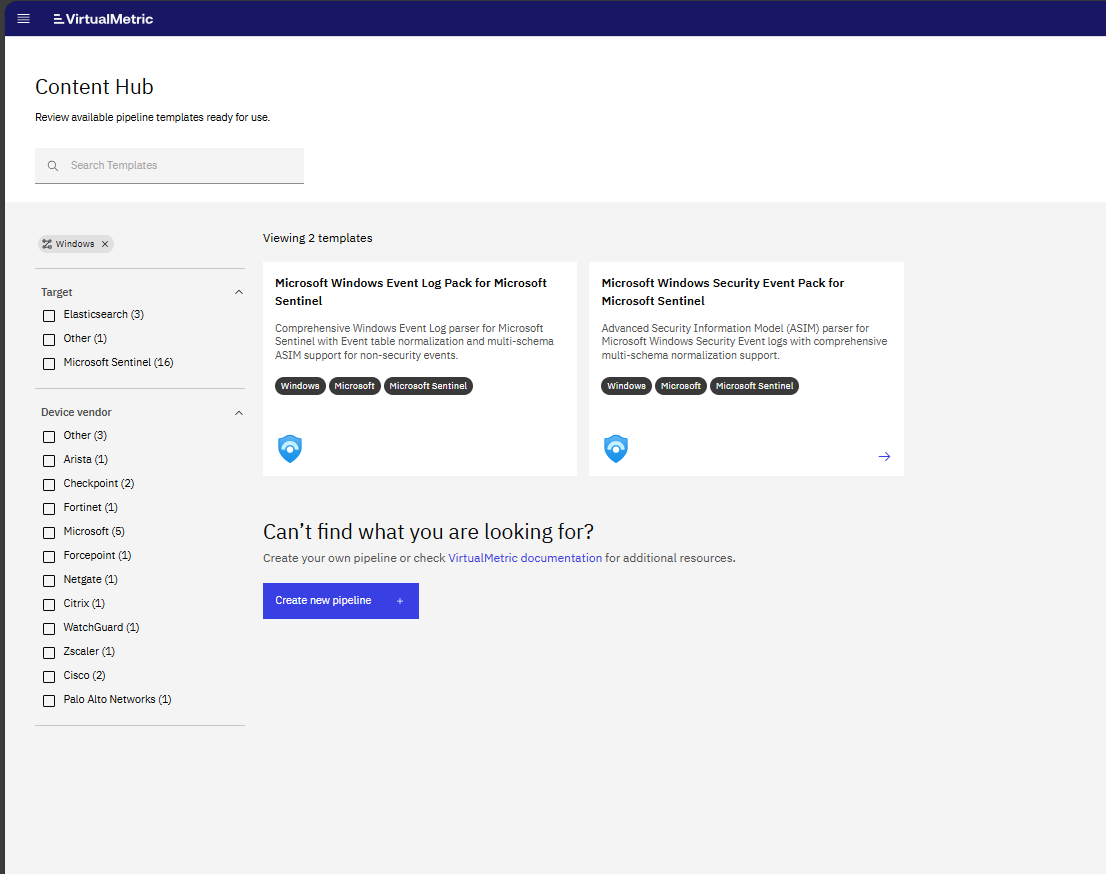 VirtualMetric
Content Hub
Review available pipeline templates ready for use.
Search Templates
Windows
Target
Elasticsearch (3)
Other (1)
Microsoft Sentinel (16)
Device vendor
Other (3)
Arista (1)
Checkpoint (2)
Fortinet (1)
Microsoft (5)
Forcepoint (1)
Netgate (1)
Citrix (1)
WatchGuard (1)
Zscaler (1)
Cisco (2)
Palo Alto Networks (1)
Viewing 2 templates
Microsoft Windows Event Log Pack for Microsoft
Sentinel
Comprehensive Windows Event Log parser for Microsoft
Sentinel with Event table normalization and multi-schema
ASIM support for non-security events.
Windows Microsoft Microsoft Sentinel
Microsoft Windows Security Event Pack for
Microsoft Sentinel
Advanced Security Information Model (ASIM) parser for
Microsoft Windows Security Event logs with comprehensive
multi-schema normalization support.
Windows Microsoft Microsoft Sentinel
Can’t find what you are looking for?
Create your own pipeline or check VirtualMetric documentation for additional resources.
Create new pipeline +